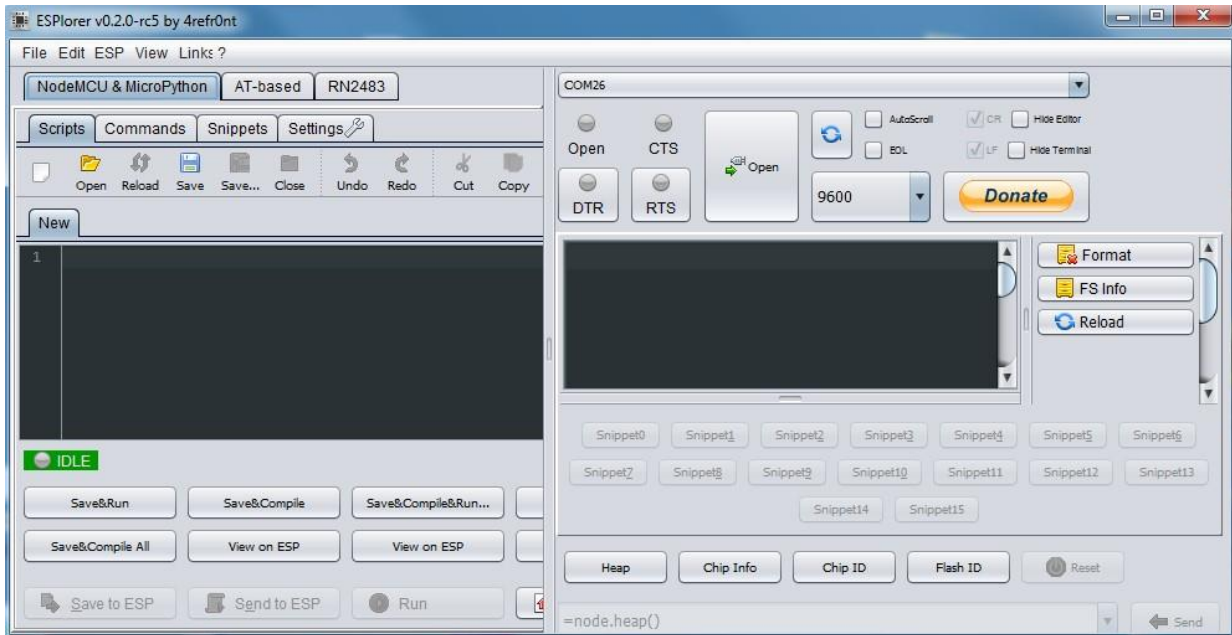 ESPlorer v0.2.0-rc5 by 4refr0nt
File Edit ESP View Links ?
NodeMCU & MicroPython AT-based RN2483
Scripts Commands Snippets Settings
Open Reload Save Save... Close Undo Redo Cut Copy
New
1
IDLE
Save&Run Save&Compile Save&Compile&Run...
Save&Compile All View on ESP View on ESP
Save to ESP Send to ESP Run
COM26
Open CTS Open AutoScroll CR Hide Editor
EOL LF Hide Terminal
DTR RTS 9600 Donate
Format
FS Info
Reload
Snippet0 Snippet1 Snippet2 Snippet3 Snippet4 Snippet5 Snippet6
Snippet7 Snippet8 Snippet9 Snippet10 Snippet11 Snippet12 Snippet13
Snippet14 Snippet15
Heap Chip Info Chip ID Flash ID Reset
=node.heap() Send